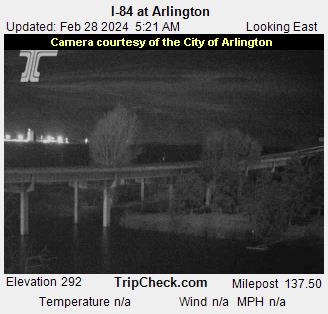 I-84 at Arlington
Updated: Feb 28 2024 5:21 AM Looking East
Camera courtesy of the City of Arlington
Elevation 292 TripCheck.com Milepost 137.50
Temperature n/a Wind n/a MPH n/a